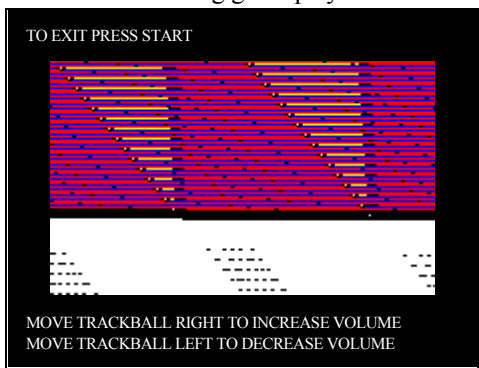 TO EXIT PRESS START
MOVE TRACKBALL RIGHT TO INCREASE VOLUME
MOVE TRACKBALL LEFT TO DECREASE VOLUME